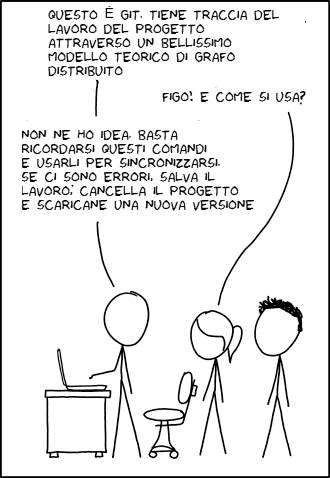 QUESTO È GIT. TIENE TRACCIA DEL
LAVORO DEL PROGETTO
ATTRAVERSO UN BELLISSIMO
MODELLO TEORICO DI GRAFO
DISTRIBUITO
FIGO! E COME SI USA?
NON NE HO IDEA. BASTA
RICORDARSI QUESTI COMANDI
E USARLI PER SINCRONIZZARSI.
SE CI SONO ERRORI, SALVA IL
LAVORO, CANCELLA IL PROGETTO
E SCARICANE UNA NUOVA VERSIONE